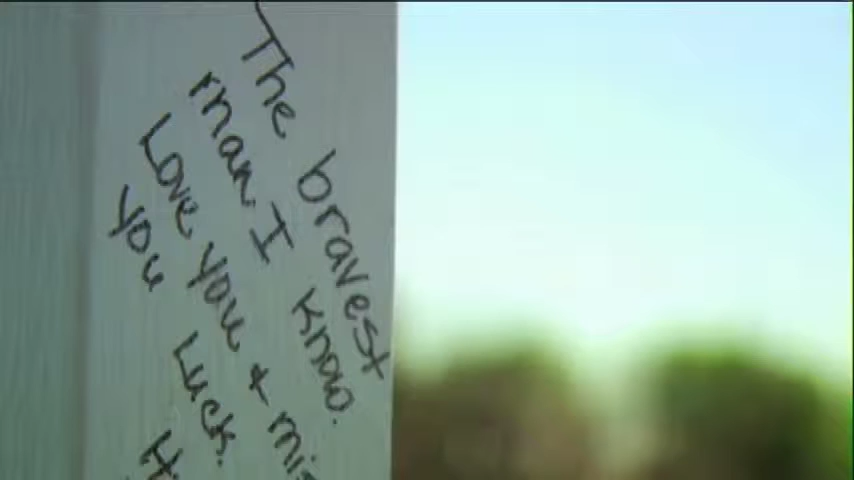 The bravest
man I know.
Love you + mi
you Luck.
H